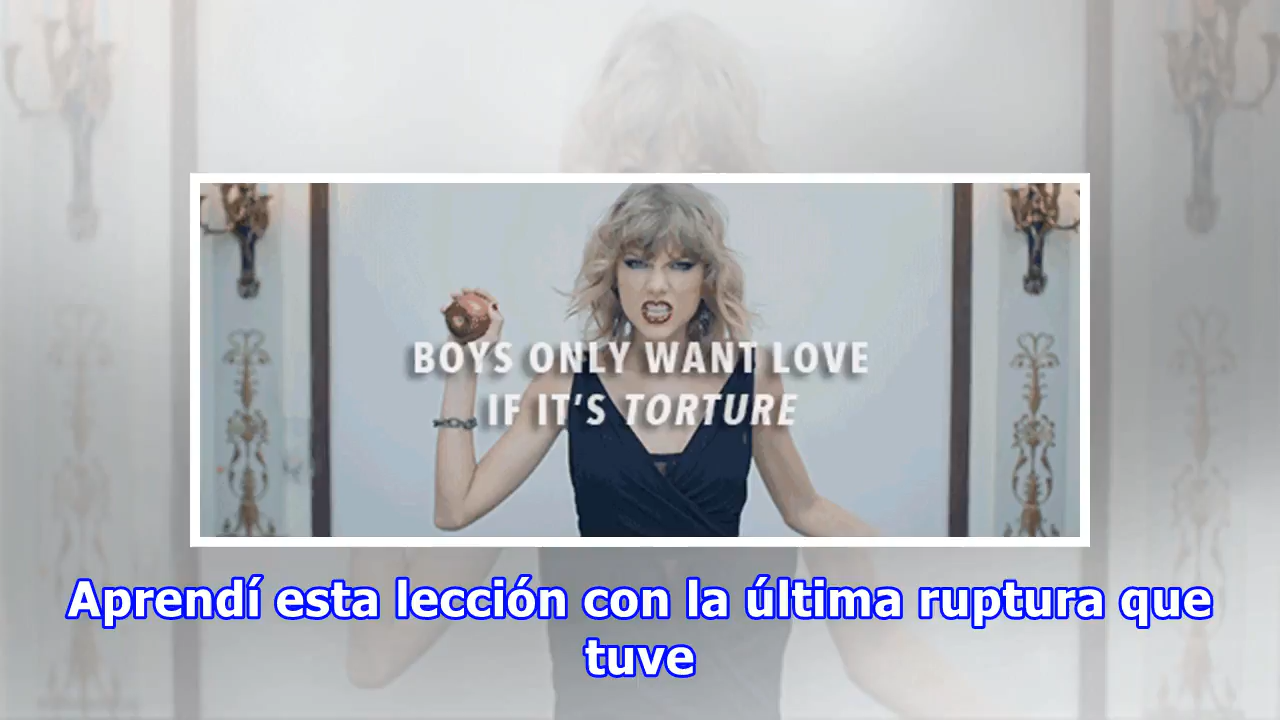 BOYS ONLY WANT LOVE
IF IT'S TORTURE
Aprendí esta lección con la última ruptura que
tuve